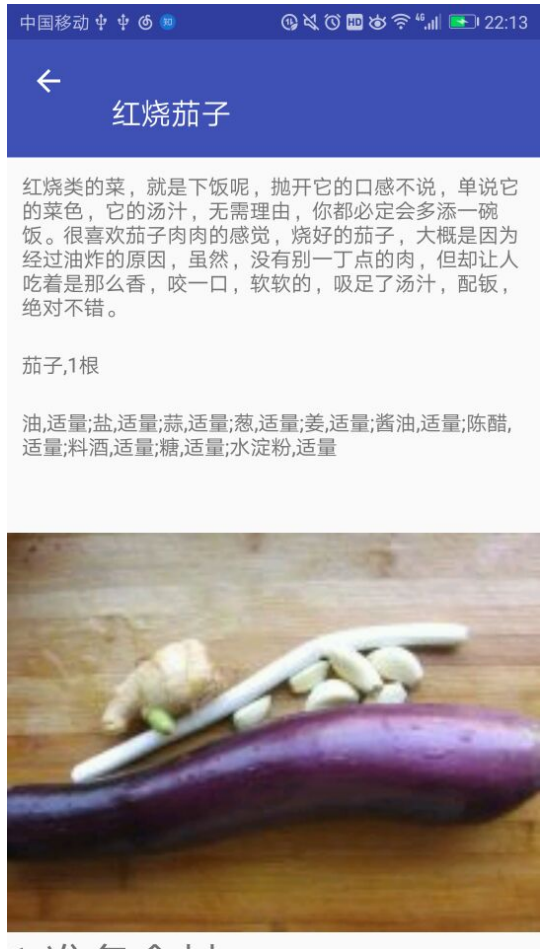 中国移动 知 HD 4G 22:13
红烧茄子
红烧类的菜，就是下饭呢，抛开它的口感不说，单说它
的菜色，它的汤汁，无需理由，你都必定会多添一碗
饭。很喜欢茄子肉肉的感觉，烧好的茄子，大概是因为
经过油炸的原因，虽然，没有别一丁点的肉，但却让人
吃着是那么香，咬一口，软软的，吸足了汤汁，配钣，
绝对不错。
茄子,1根
油,适量;盐,适量;蒜,适量;葱,适量;姜,适量;酱油,适量;陈醋,
适量;料酒,适量;糖,适量;水淀粉,适量